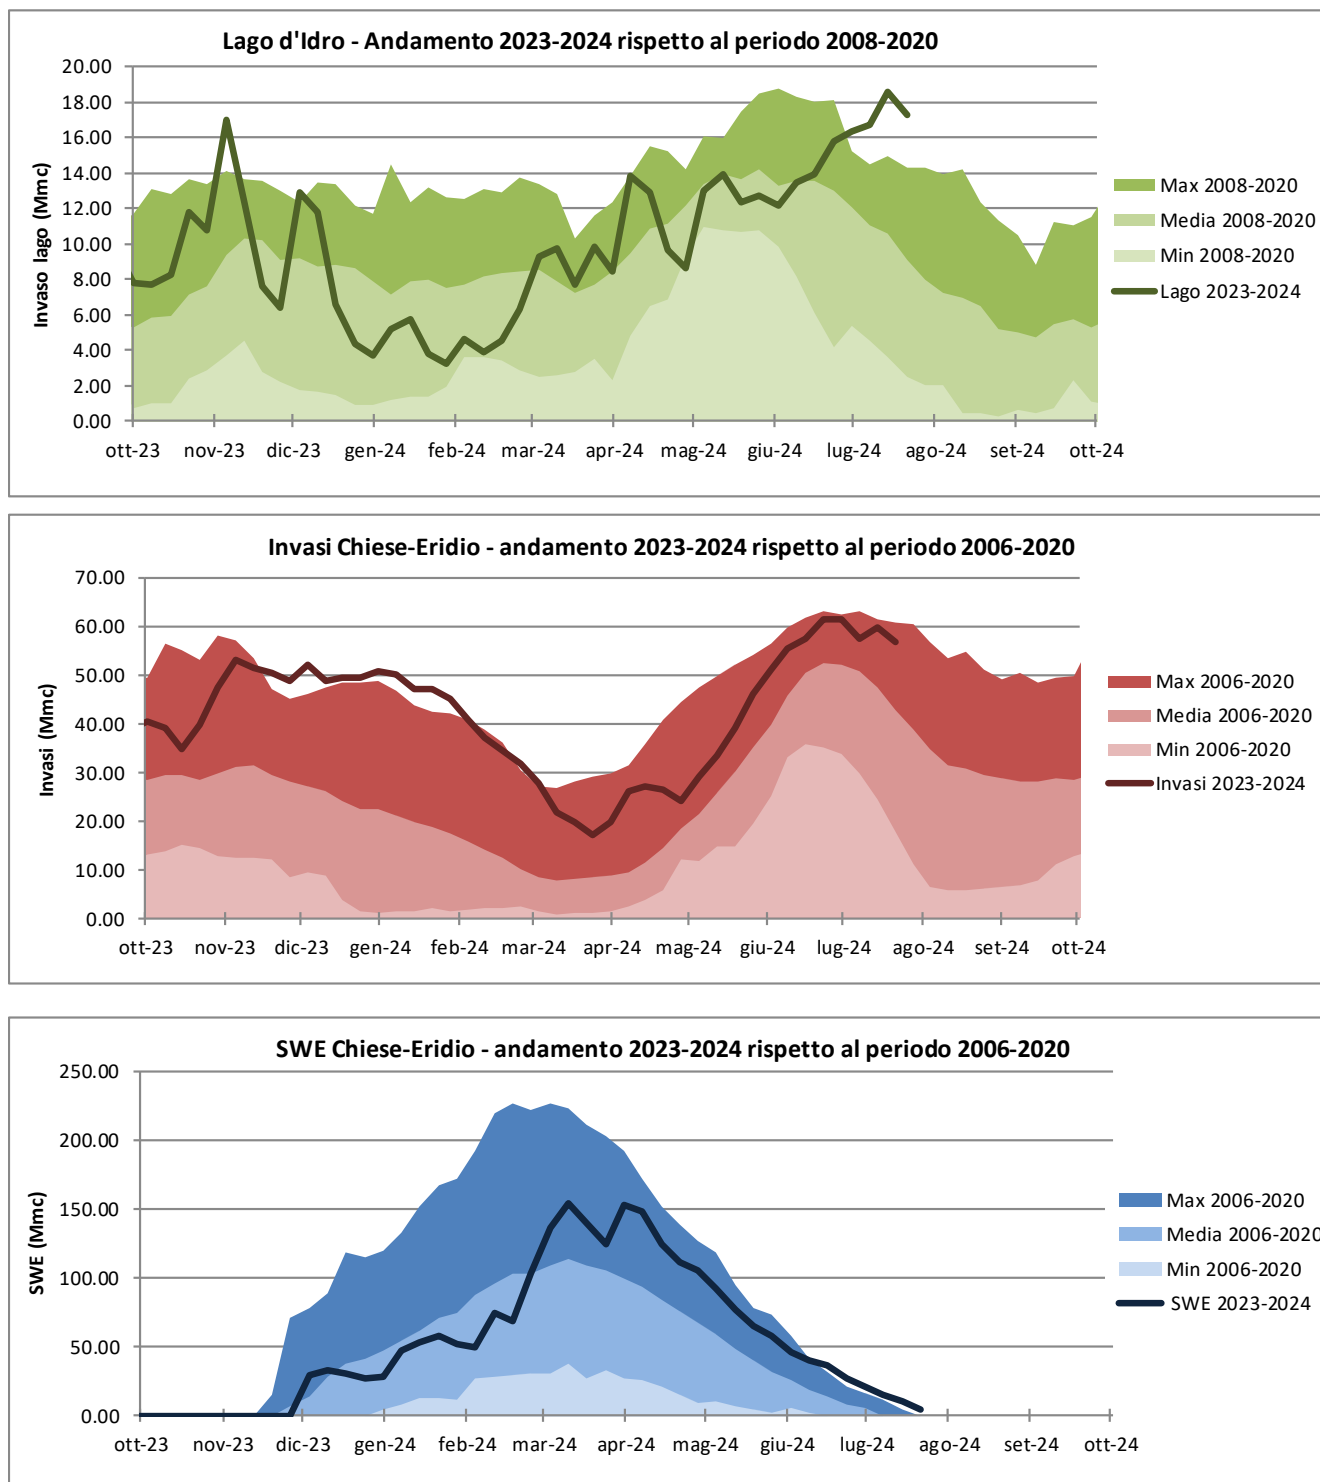 Lago d'Idro - Andamento 2023-2024 rispetto al periodo 2008-2020
Invaso lago (Mmc)
20.00
18.00
16.00
14.00
12.00
10.00
8.00
6.00
4.00
2.00
0.00
ott-23 nov-23 dic-23 gen-24 feb-24 mar-24 apr-24 mag-24 giu-24 lug-24 ago-24 set-24 ott-24
Max 2008-2020
Media 2008-2020
Min 2008-2020
Lago 2023-2024
Invasi Chiese-Eridio - andamento 2023-2024 rispetto al periodo 2006-2020
Invasi (Mmc)
70.00
60.00
50.00
40.00
30.00
20.00
10.00
0.00
ott-23 nov-23 dic-23 gen-24 feb-24 mar-24 apr-24 mag-24 giu-24 lug-24 ago-24 set-24 ott-24
Max 2006-2020
Media 2006-2020
Min 2006-2020
Invasi 2023-2024
SWE Chiese-Eridio - andamento 2023-2024 rispetto al periodo 2006-2020
SWE (Mmc)
250.00
200.00
150.00
100.00
50.00
0.00
ott-23 nov-23 dic-23 gen-24 feb-24 mar-24 apr-24 mag-24 giu-24 lug-24 ago-24 set-24 ott-24
Max 2006-2020
Media 2006-2020
Min 2006-2020
SWE 2023-2024